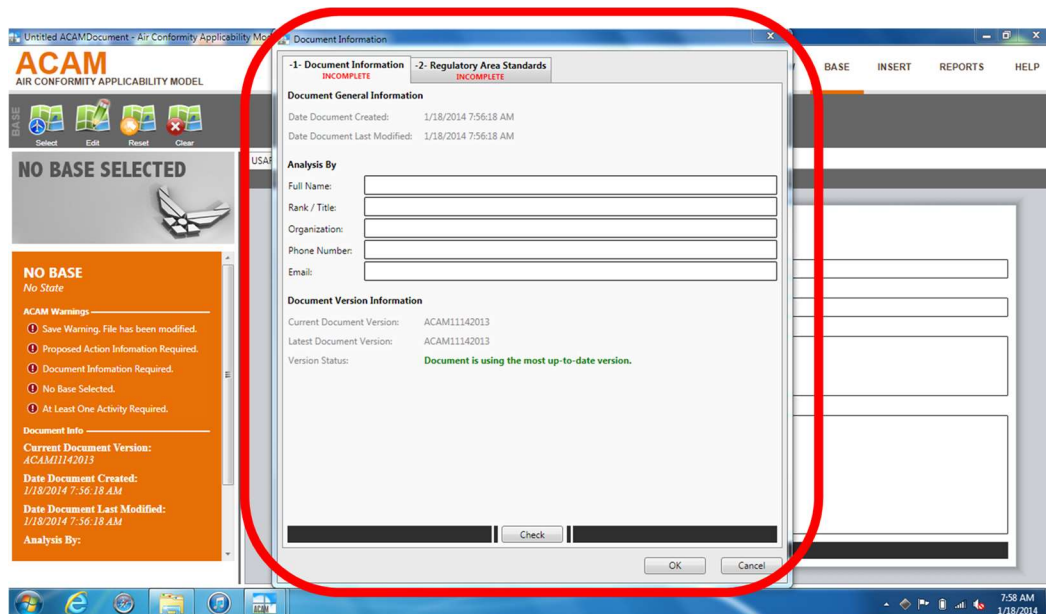 Untitled ACAMDocument - Air Conformity Applicability Mod
ACAM
AIR CONFORMITY APPLICABILITY MODEL
BASE
INSERT
REPORTS
HELP
BASE
Select
Edit
Reset
Clear
NO BASE SELECTED
USAF
NO BASE
No State
ACAM Warnings
Save Warning. File has been modified.
Proposed Action Infomation Required.
Document Infomation Required.
No Base Selected.
At Least One Activity Required.
Document Info
Current Document Version:
ACAM11142013
Date Document Created:
1/18/2014 7:56:18 AM
Date Document Last Modified:
1/18/2014 7:56:18 AM
Analysis By:
Document Information
-1- Document Information
INCOMPLETE
-2- Regulatory Area Standards
INCOMPLETE
Document General Information
Date Document Created: 1/18/2014 7:56:18 AM
Date Document Last Modified: 1/18/2014 7:56:18 AM
Analysis By
Full Name:
Rank / Title:
Organization:
Phone Number:
Email:
Document Version Information
Current Document Version: ACAM11142013
Latest Document Version: ACAM11142013
Version Status: Document is using the most up-to-date version.
Check
OK
Cancel
ACAM
7:58 AM
1/18/2014